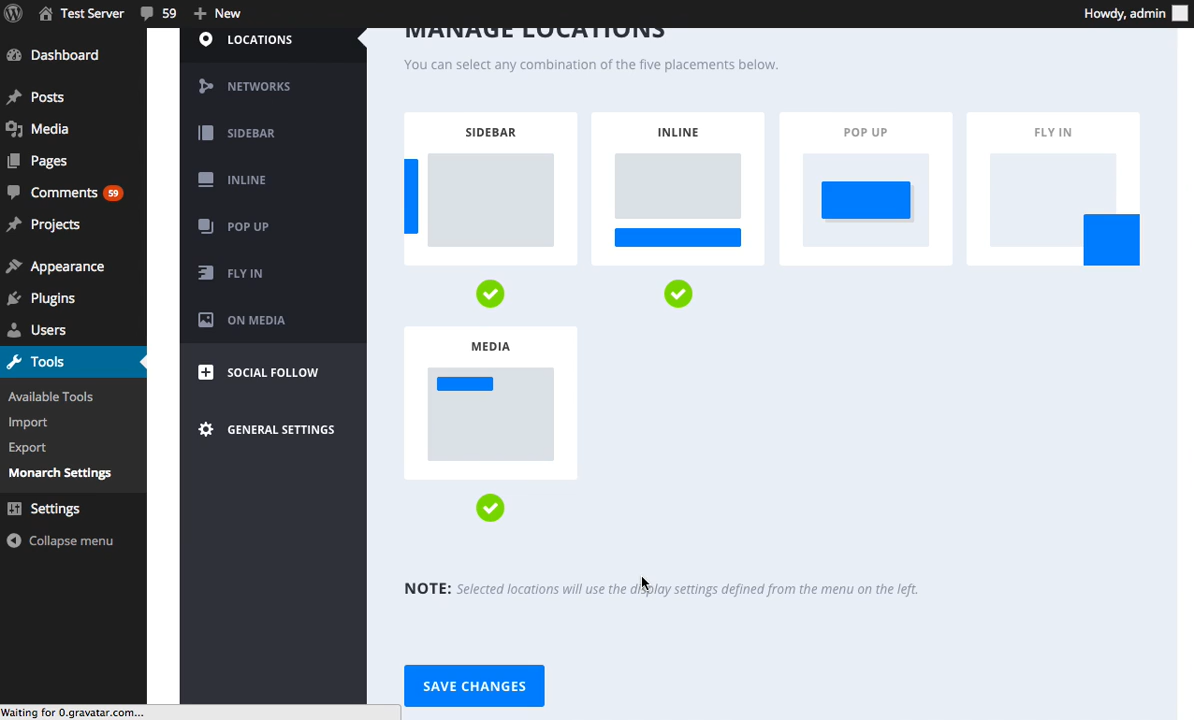 Test Server 59 New Howdy, admin
Dashboard
Posts
Media
Pages
Comments 59
Projects
Appearance
Plugins
Users
Tools
Available Tools
Import
Export
Monarch Settings
Settings
Collapse menu
LOCATIONS
NETWORKS
SIDEBAR
INLINE
POP UP
FLY IN
ON MEDIA
SOCIAL FOLLOW
GENERAL SETTINGS
MANAGE LOCATIONS
You can select any combination of the five placements below.
SIDEBAR INLINE POP UP FLY IN
MEDIA
NOTE: Selected locations will use the display settings defined from the menu on the left.
SAVE CHANGES
Waiting for 0.gravatar.com...